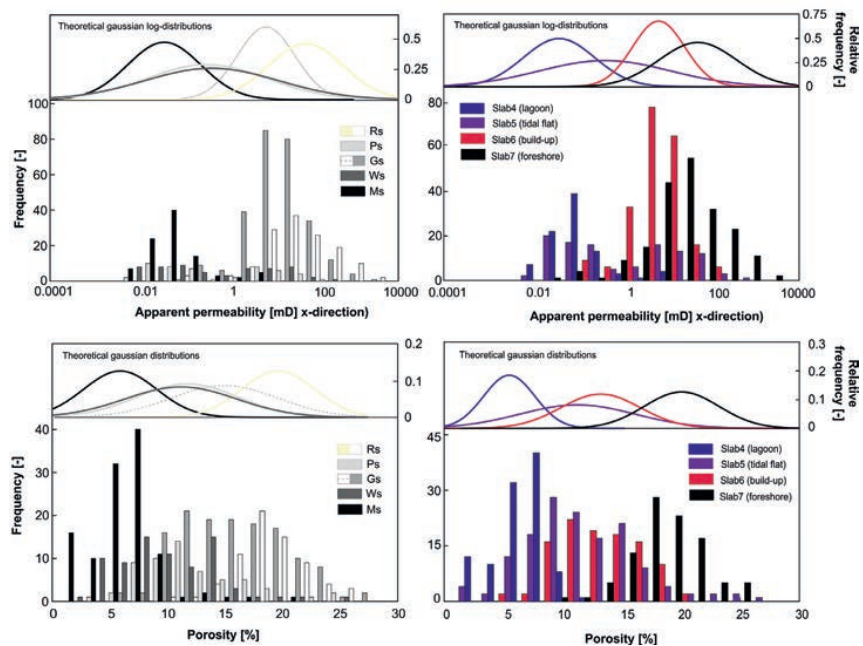 Theoretical gaussian log-distributions
0.5
0.25
0
Frequency [-]
100
80
60
40
20
0
Rs
Ps
Gs
Ws
Ms
0.0001
0.01
1
100
10000
Apparent permeability [mD] x-direction)
Theoretical gaussian log-distributions
0.75
0.5
0.25
0
Relative
frequency [-]
80
60
40
20
0
Slab4 (lagoon)
Slab5 (tidal flat)
Slab6 (build-up)
Slab7 (foreshore)
0.0001
0.01
1
100
10000
Apparent permeability [mD] x-direction)
Theoretical gaussian distributions
0.2
0.1
0
Frequency [-]
40
30
20
10
0
Rs
Ps
Gs
Ws
Ms
0
5
10
15
20
25
30
Porosity [%]
Theoretical gaussian distributions
0.3
0.2
0.1
0
Relative
frequency [-]
45
30
15
0
Slab4 (lagoon)
Slab5 (tidal flat)
Slab6 (build-up)
Slab7 (foreshore)
0
5
10
15
20
25
30
Porosity [%]